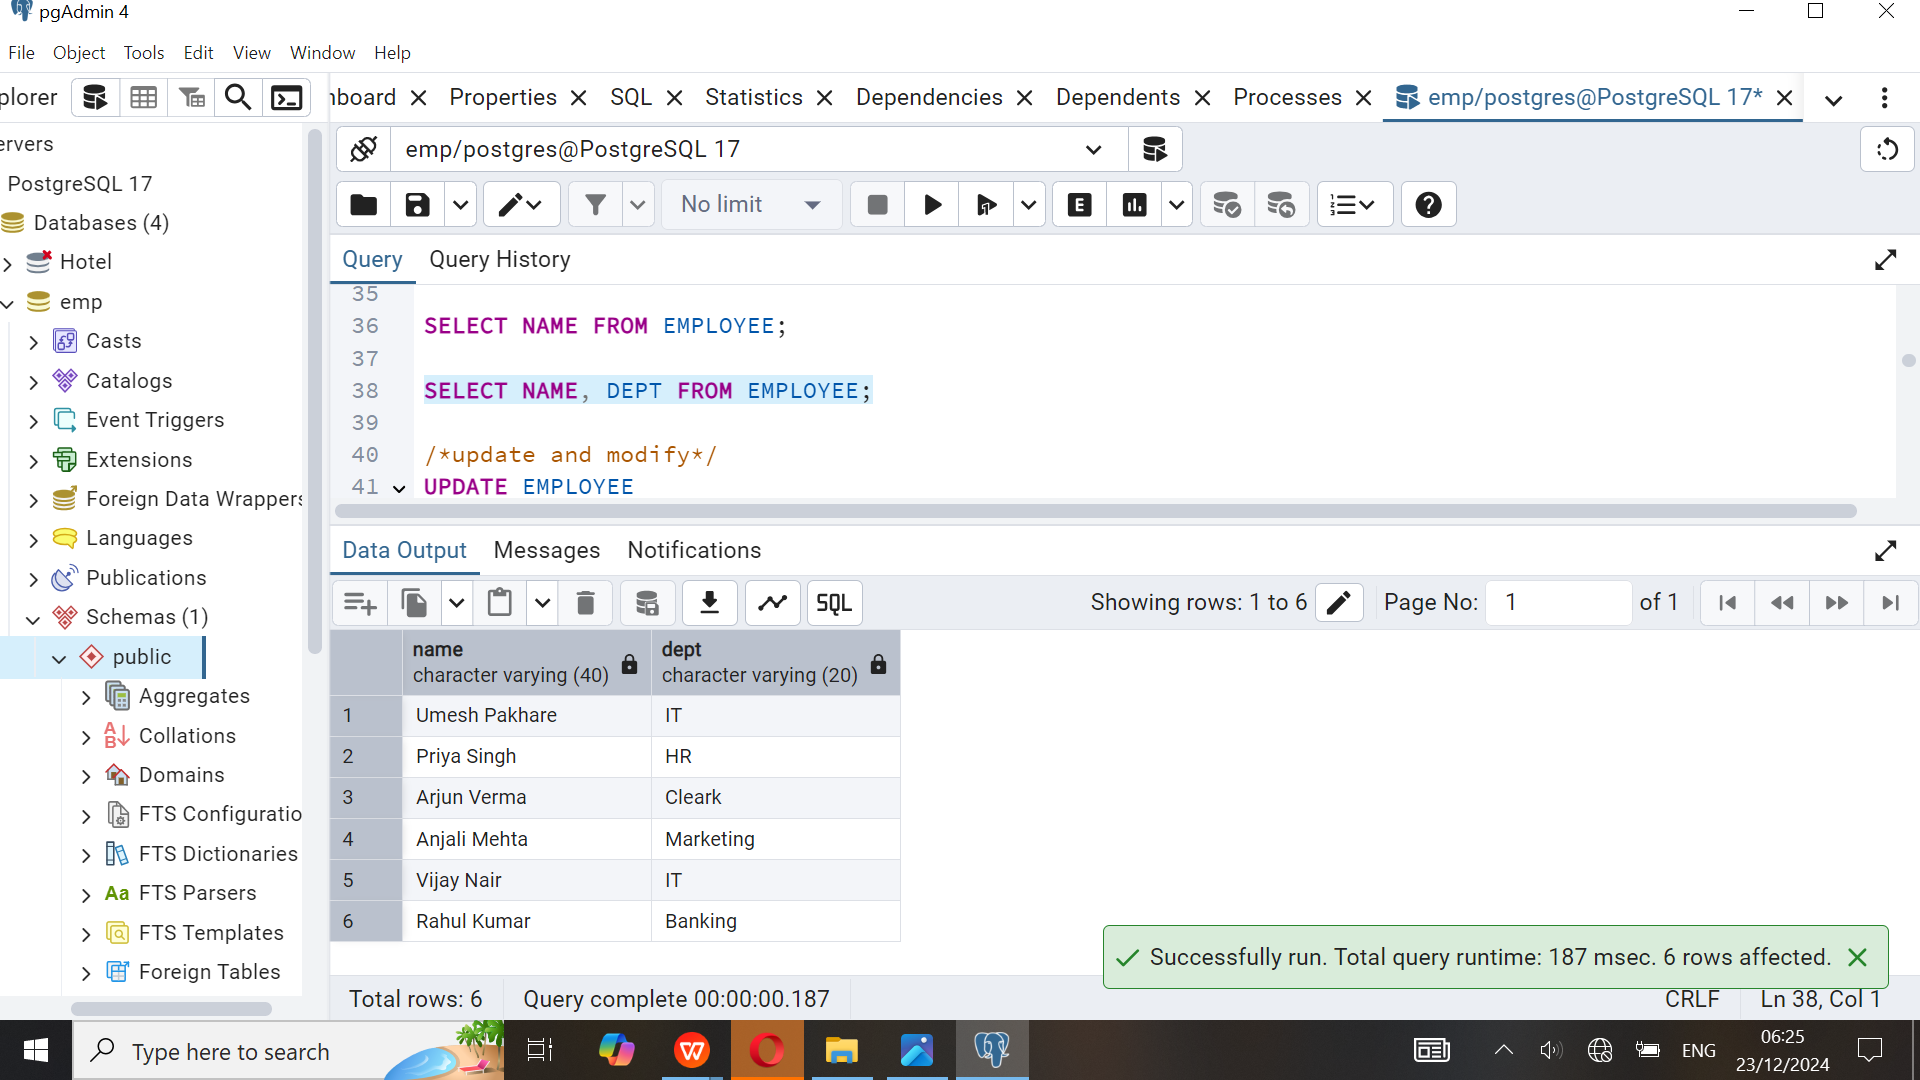 pgAdmin 4
File Object Tools Edit View Window Help
plorer
board Properties SQL Statistics Dependencies Dependents Processes emp/postgres@PostgreSQL 17*
ervers
PostgreSQL 17
Databases (4)
Hotel
emp
Casts
Catalogs
Event Triggers
Extensions
Foreign Data Wrappers
Languages
Publications
Schemas (1)
public
Aggregates
Collations
Domains
FTS Configuratio
FTS Dictionaries
Aa FTS Parsers
FTS Templates
Foreign Tables
emp/postgres@PostgreSQL 17
No limit
E
Query Query History
35
36 SELECT NAME FROM EMPLOYEE;
37
38 SELECT NAME, DEPT FROM EMPLOYEE;
39
40 /*update and modify*/
41 UPDATE EMPLOYEE
Data Output Messages Notifications
SQL
Showing rows: 1 to 6 Page No: 1 of 1
name dept
character varying (40) character varying (20)
1 Umesh Pakhare IT
2 Priya Singh HR
3 Arjun Verma Cleark
4 Anjali Mehta Marketing
5 Vijay Nair IT
6 Rahul Kumar Banking
Successfully run. Total query runtime: 187 msec. 6 rows affected.
Total rows: 6 Query complete 00:00:00.187 CRLF Ln 38, Col 1
Type here to search
ENG
06:25
23/12/2024